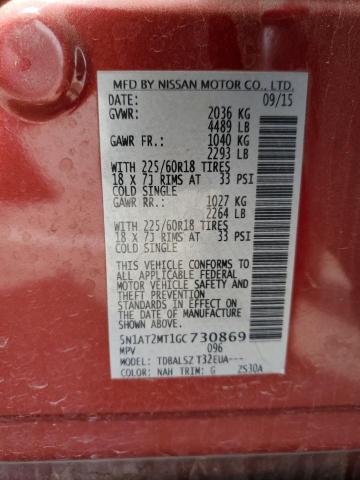 MFD BY NISSAN MOTOR CO., LTD.
DATE: 09/15
GVWR: 2036 KG
4489 LB
GAWR FR.: 1040 KG
2293 LB
WITH 225/60R18 TIRES
18 X 7J RIMS AT 33 PSI
COLD SINGLE
GAWR RR.: 1027 KG
2264 LB
WITH 225/60R18 TIRES
18 X 7J RIMS AT 33 PSI
COLD SINGLE
THIS VEHICLE CONFORMS TO
ALL APPLICABLE FEDERAL
MOTOR VEHICLE SAFETY AND
THEFT PREVENTION
STANDARDS IN EFFECT ON
THE DATE OF MANUFACTURE
SHOWN ABOVE.
5N1AT2MT1GC730869
MPV 096
MODEL: TDBALSZ T32EUA---
COLOR: NAH TRIM: G 2S30A